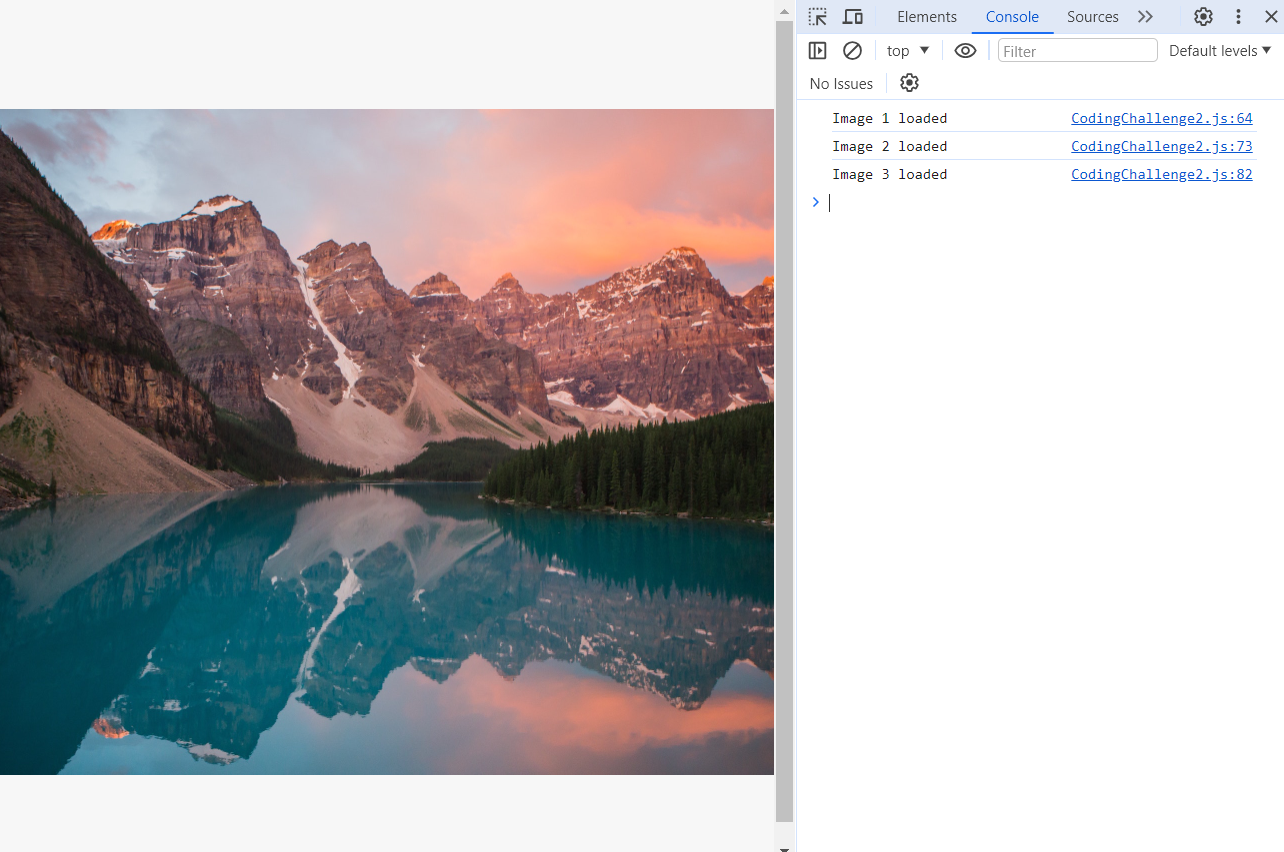 Elements Console Sources
top Filter Default levels
No Issues
Image 1 loaded CodingChallenge2.js:64
Image 2 loaded CodingChallenge2.js:73
Image 3 loaded CodingChallenge2.js:82